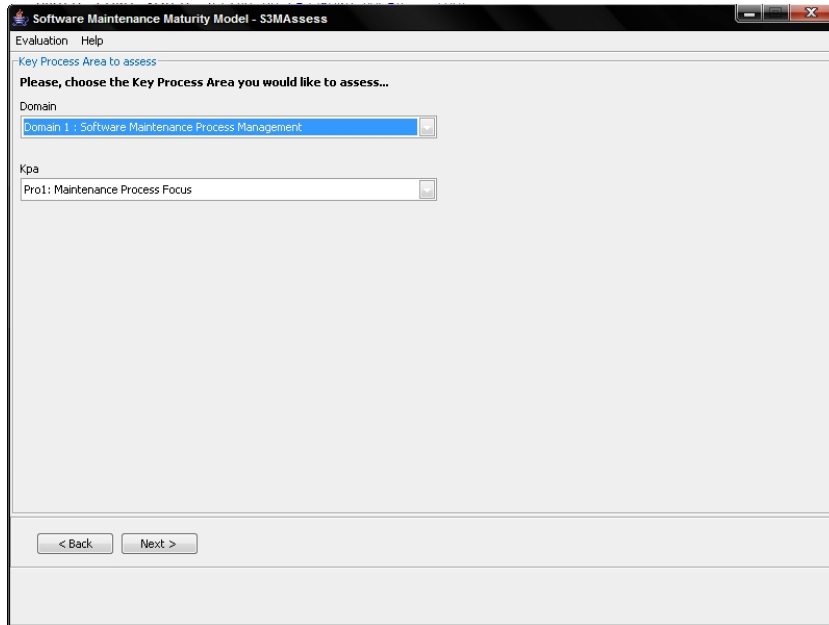 Software Maintenance Maturity Model - S3MAssess
Evaluation Help
Key Process Area to assess
Please, choose the Key Process Area you would like to assess...
Domain
Domain 1 : Software Maintenance Process Management
Kpa
Pro1: Maintenance Process Focus
< Back Next >